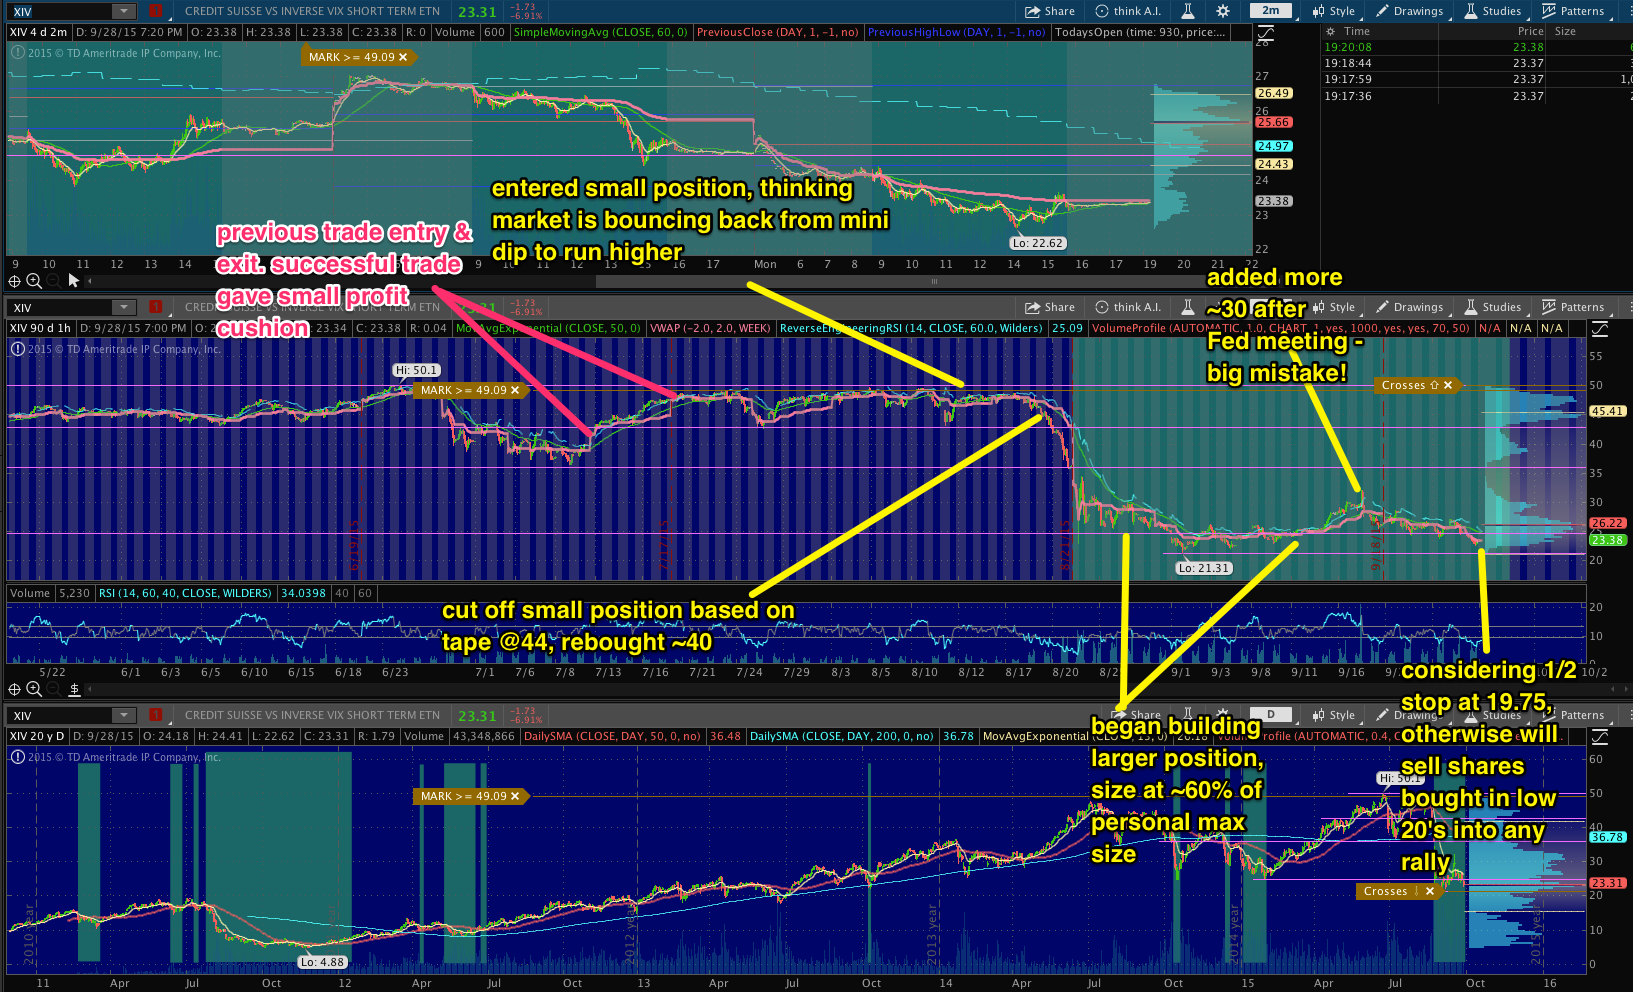 XIV
1
CREDIT SUISSE VS INVERSE VIX SHORT TERM ETN
23.31
-1.73
-6.91%
Share
think A.I.
2m
Style
Drawings
Studies
Patterns
XIV 4 d 2m
D: 9/28/15 7:20 PM
O: 23.38
H: 23.38
L: 23.38
C: 23.38
R: 0
Volume
600
SimpleMovingAvg (CLOSE, 60, 0)
PreviousClose (DAY, 1, -1, no)
PreviousHighLow (DAY, 1, -1, no)
TodaysOpen (time: 930, price:...
Time Price Size
19:20:08 23.38
19:18:44 23.37
19:17:59 23.37
19:17:36 23.37
2015 © TD Ameritrade IP Company, Inc.
MARK >= 49.09
28
27
26.49
26
25.66
24.97
24.43
24
23.38
23
22
entered small position, thinking
market is bouncing back from mini
dip to run higher
previous trade entry &
exit. successful trade
gave small profit
cushion
Lo: 22.62
9 10 11 12 13 14 15 16 17 18 9 10 11 12 13 14 15 16 17 Mon 6 7 8 9 10 11 12 13 14 15 16 17 18 19 20 21 22
added more
~30 after
Fed meeting -
big mistake!
XIV
1
23.31
-1.73
-6.91%
Share
think A.I.
Style
Drawings
Studies
Patterns
XIV 90 d 1h
D: 9/28/15 7:00 PM
23.34
C: 23.38
R: 0.04
MovAvgExponential (CLOSE, 50, 0)
VWAP (-2.0, 2.0, WEEK)
ReverseEngineeringRSI (14, CLOSE, 60.0, Wilders)
25.09
VolumeProfile (AUTOMATIC, 1.0, CHART, 1, yes, 1000, yes, yes, 70, 50)
N/A
N/A
N/A
2015 © TD Ameritrade IP Company, Inc.
Hi: 50.1
MARK >= 49.09
Crosses
55
50
45.41
40
35
30
26.22
23.38
20
6/19/15
7/17/15
8/21/15
9/18/15
Lo: 21.31
Volume
5,230
RSI (14, 60, 40, CLOSE, WILDERS)
34.0398
40
60
cut off small position based on
tape @44, rebought ~40
20
10
5/22 6/1 6/3 6/10 6/15 6/18 6/23 7/1 7/8 7/13 7/16 7/21 7/24 7/29 8/3 8/6 8/12 8/17 8/20 9/1 9/3 9/8 9/11 9/16 10/2
considering 1/2
stop at 19.75,
otherwise will
sell shares
bought in low
20's into any
rally
XIV
1
CREDIT SUISSE VS INVERSE VIX SHORT TERM ETN
23.31
-1.73
-6.91%
Share
D
Style
Drawings
Studies
Patterns
began building
larger position,
size at ~60% of
personal max
size
XIV 20 y D
D: 9/28/15
O: 24.18
H: 24.41
L: 22.62
C: 23.31
R: 1.79
Volume
43,348,866
DailySMA (CLOSE, DAY, 50, 0, no)
36.48
DailySMA (CLOSE, DAY, 200, 0, no)
36.78
MovAvgExponential
2015 © TD Ameritrade IP Company, Inc.
MARK >= 49.09
Hi: 50.1
Crosses
60
50
40
36.78
30
23.31
20
10
0
2010 year
2012 year
2013 year
2014 year
2015 year
Lo: 4.88
11 Apr Jul Oct 12 Apr Jul Oct 13 Apr Jul Oct 14 Apr Jul Oct 15 Apr Jul Oct 16